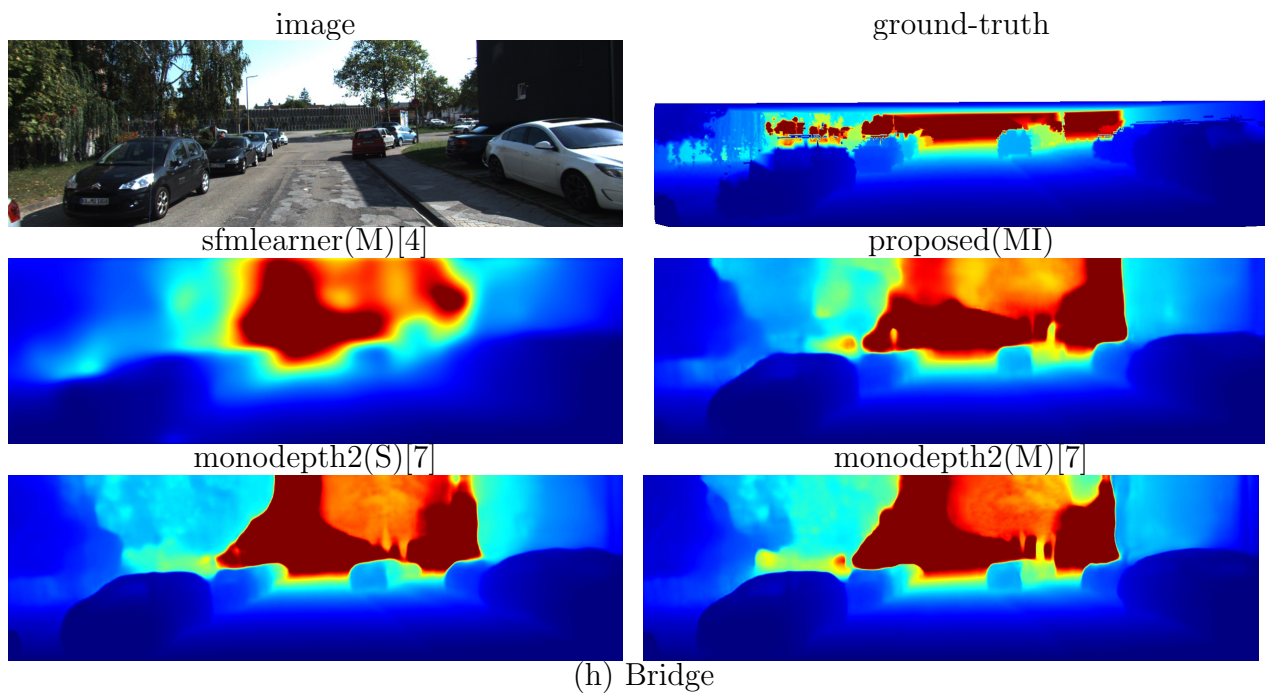 image ground-truth
sfmlearner(M)[4] proposed(MI)
monodepth2(S)[7] monodepth2(M)[7]
(h) Bridge